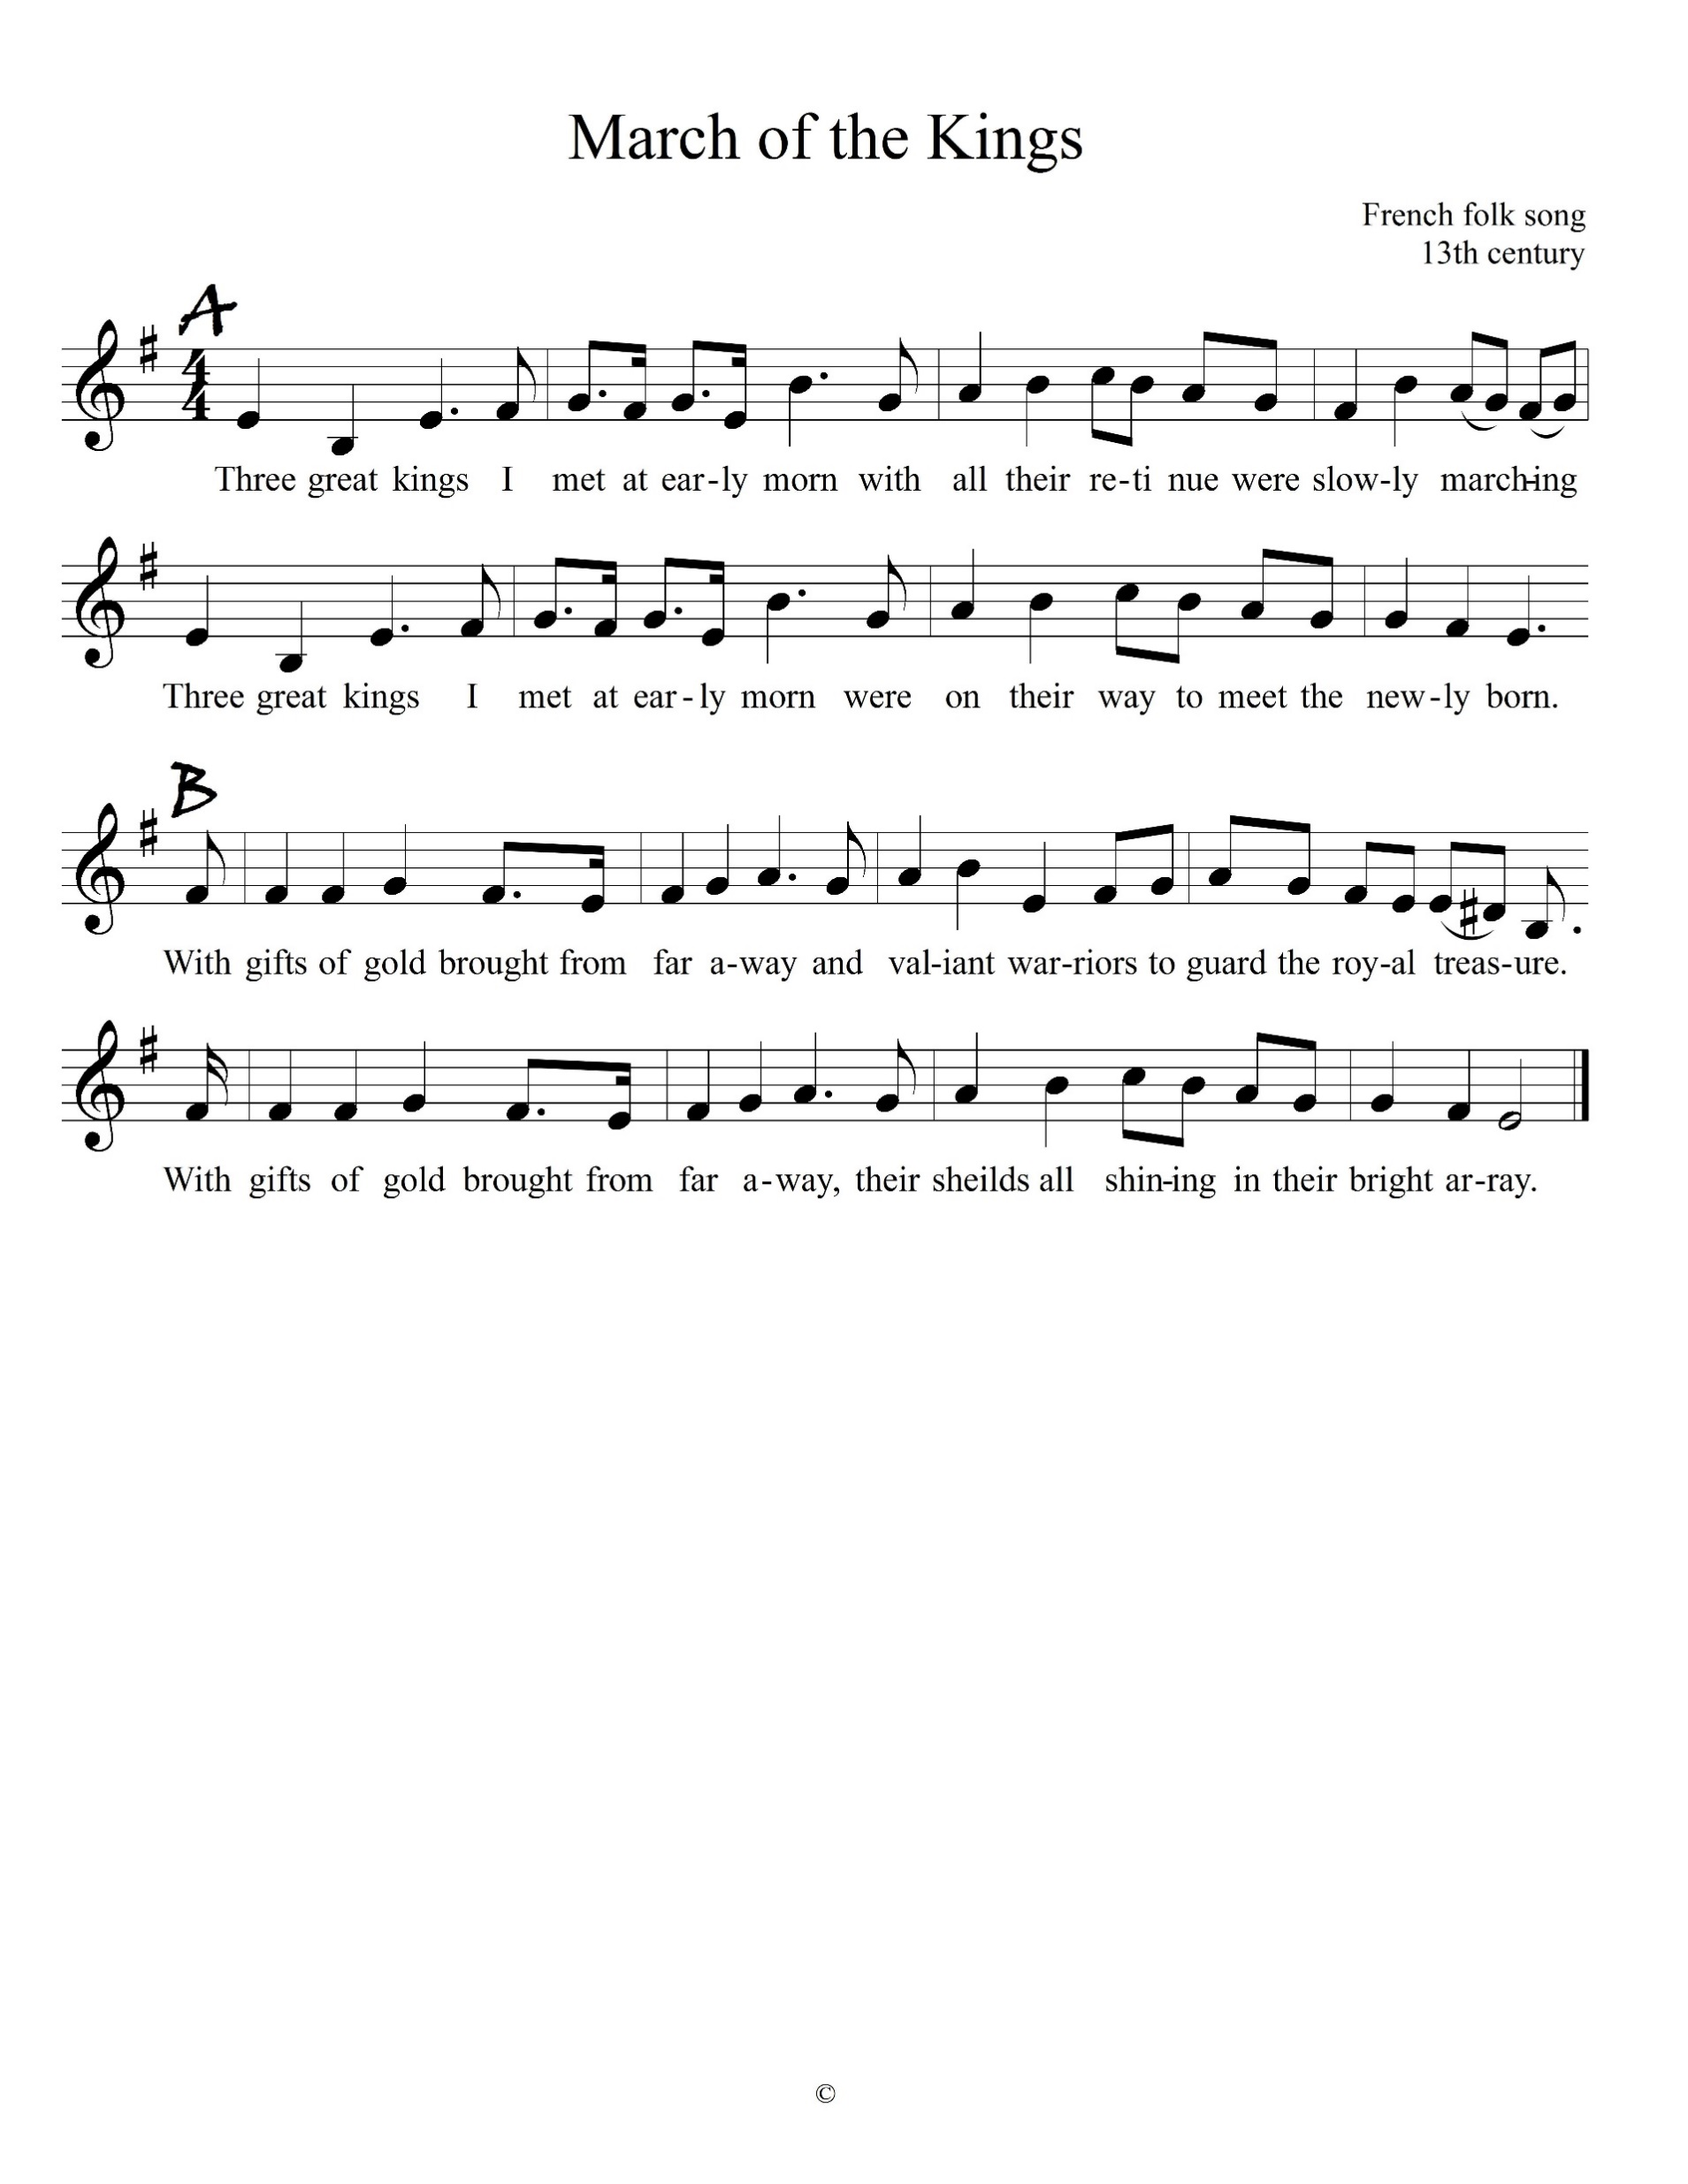 March of the Kings
French folk song
13th century
A
4
4
Three great kings I met at ear-ly morn with all their re-ti nue were slow-ly march-ing
Three great kings I met at ear-ly morn were on their way to meet the new-ly born.
B
With gifts of gold brought from far a-way and val-iant war-riors to guard the roy-al treas-ure.
With gifts of gold brought from far a-way, their sheilds all shin-ing in their bright ar-ray.
©